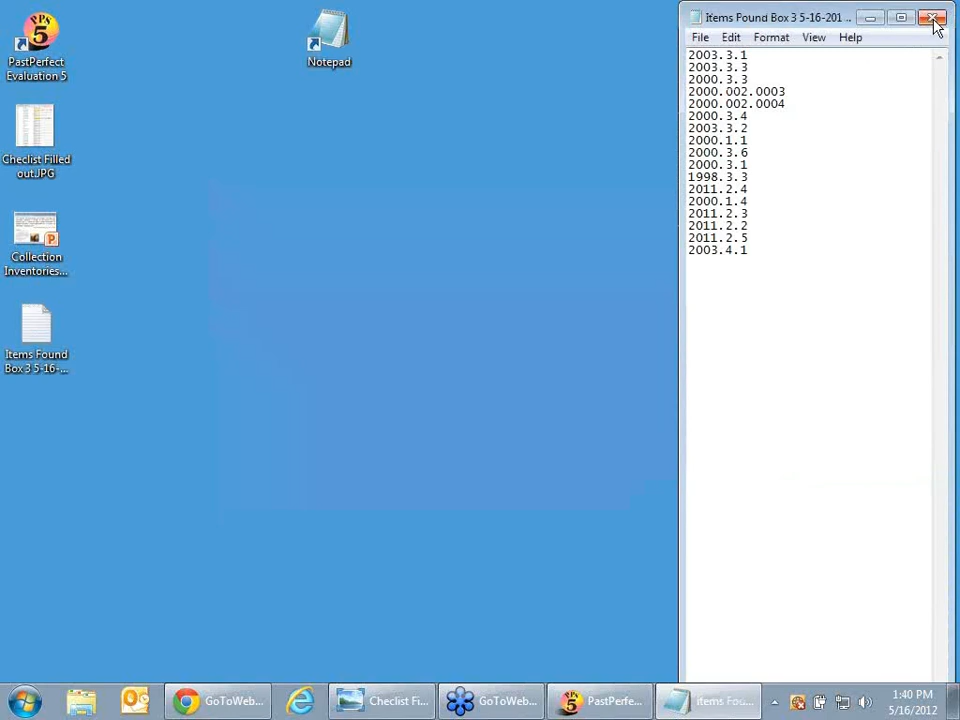 PastPerfect
Evaluation 5
Checlist Filled
out.JPG
Collection
Inventories...
Items Found
Box 3 5-16-...
Notepad
Items Found Box 3 5-16-201 ...
File Edit Format View Help
2003.3.1
2003.3.3
2000.3.3
2000.002.0003
2000.002.0004
2000.3.4
2003.3.2
2000.1.1
2000.3.6
2000.3.1
1998.3.3
2011.2.4
2000.1.4
2011.2.3
2011.2.2
2011.2.5
2003.4.1
GoToWeb...
Checlist Fi...
GoToWeb...
PastPerfe...
Items Fou...
1:40 PM
5/16/2012